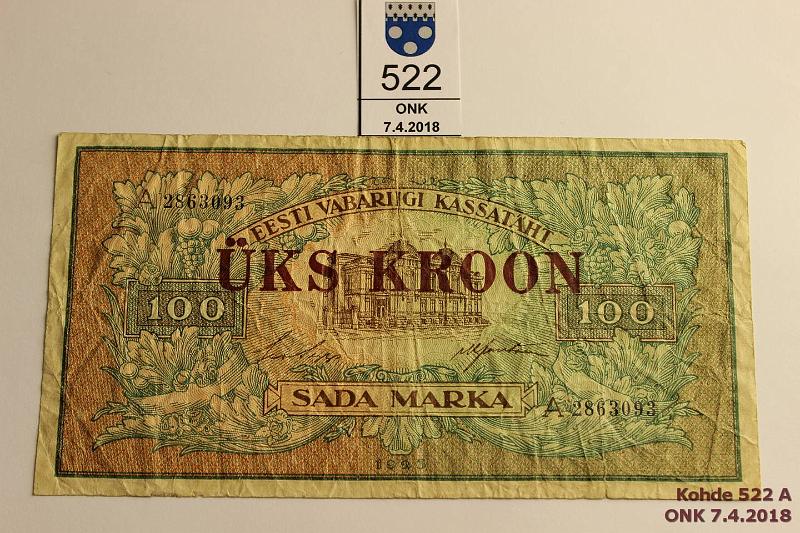 522
ONK
7.4.2018
A 2863093
EESTI VABARIIGI KASSATÄHT
ÜKS KROON
100
100
SADA MARKA
A 2863093
1923
Kohde 522 A
ONK 7.4.2018